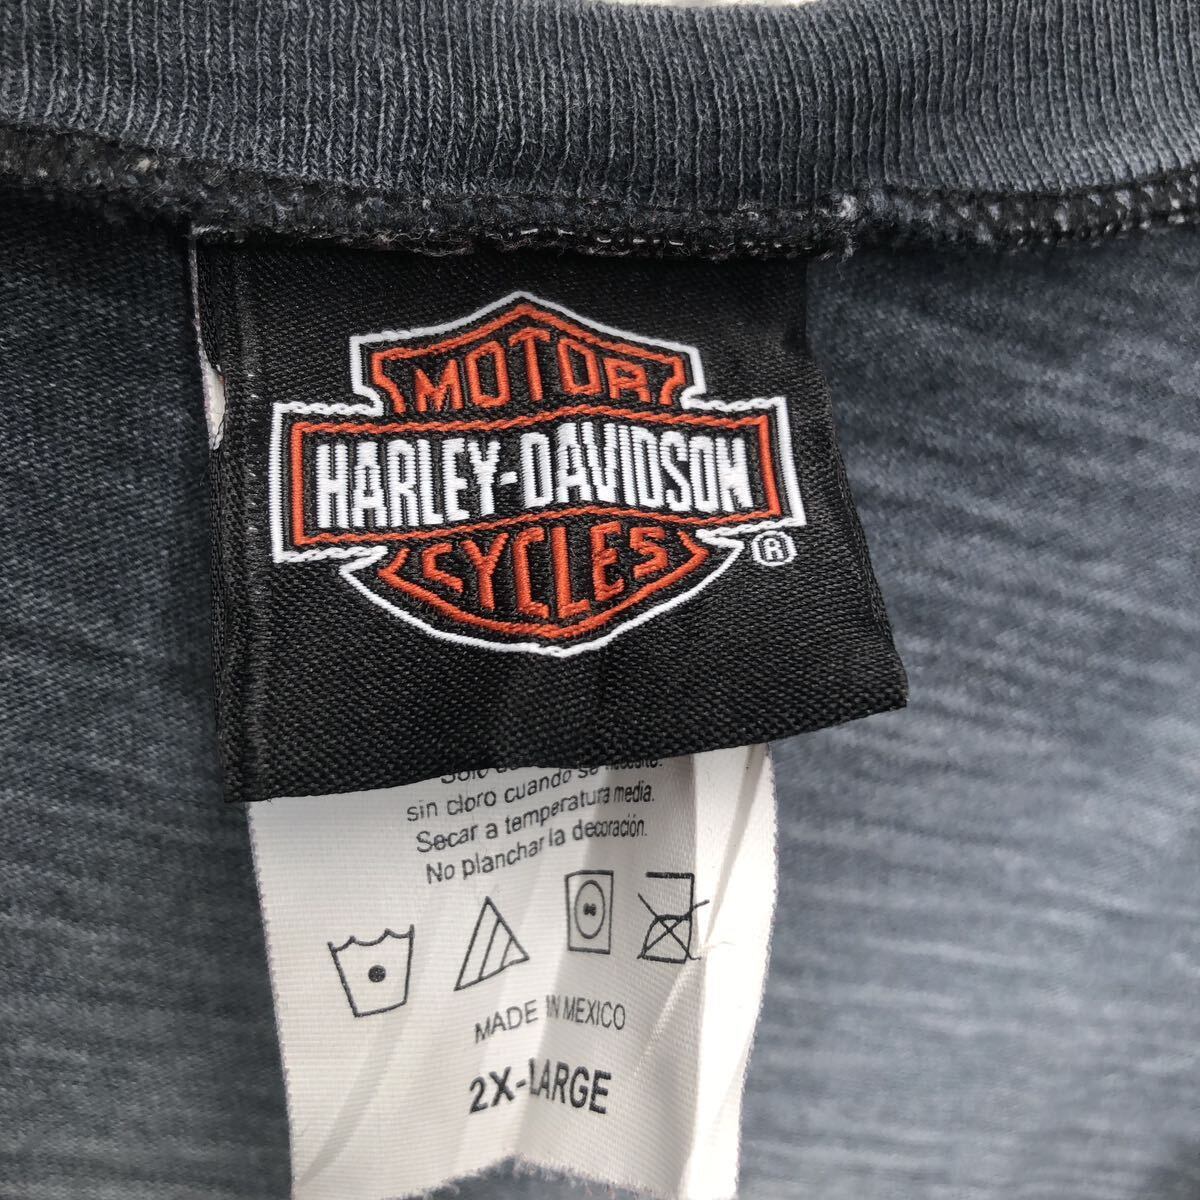 MOTOR
HARLEY-DAVIDSON
CYCLES
®
Solo
sin cloro cuando se necesite.
Secar a temperatura media.
No planchar la decoración.
MADE IN MEXICO
2X-LARGE